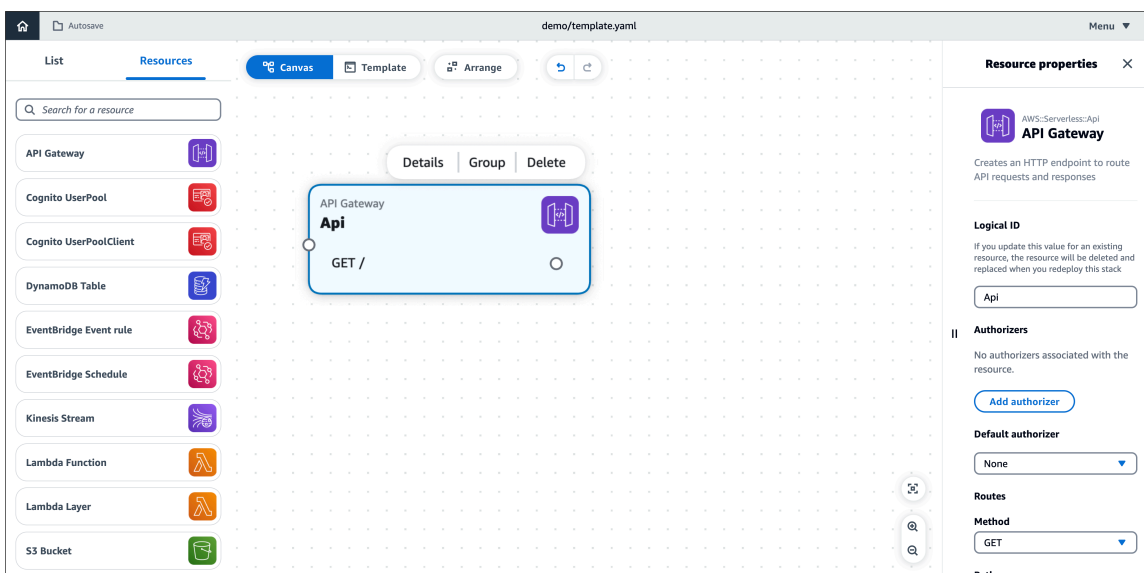 Autosave
demo/template.yaml
Menu
List
Resources
Search for a resource
API Gateway
Cognito UserPool
Cognito UserPoolClient
DynamoDB Table
EventBridge Event rule
EventBridge Schedule
Kinesis Stream
Lambda Function
Lambda Layer
S3 Bucket
Canvas
Template
Arrange
Details
Group
Delete
API Gateway
Api
GET /
Resource properties
AWS::Serverless::Api
API Gateway
Creates an HTTP endpoint to route
API requests and responses
Logical ID
If you update this value for an existing
resource, the resource will be deleted and
replaced when you redeploy this stack
Api
Authorizers
No authorizers associated with the
resource.
Add authorizer
Default authorizer
None
Routes
Method
GET